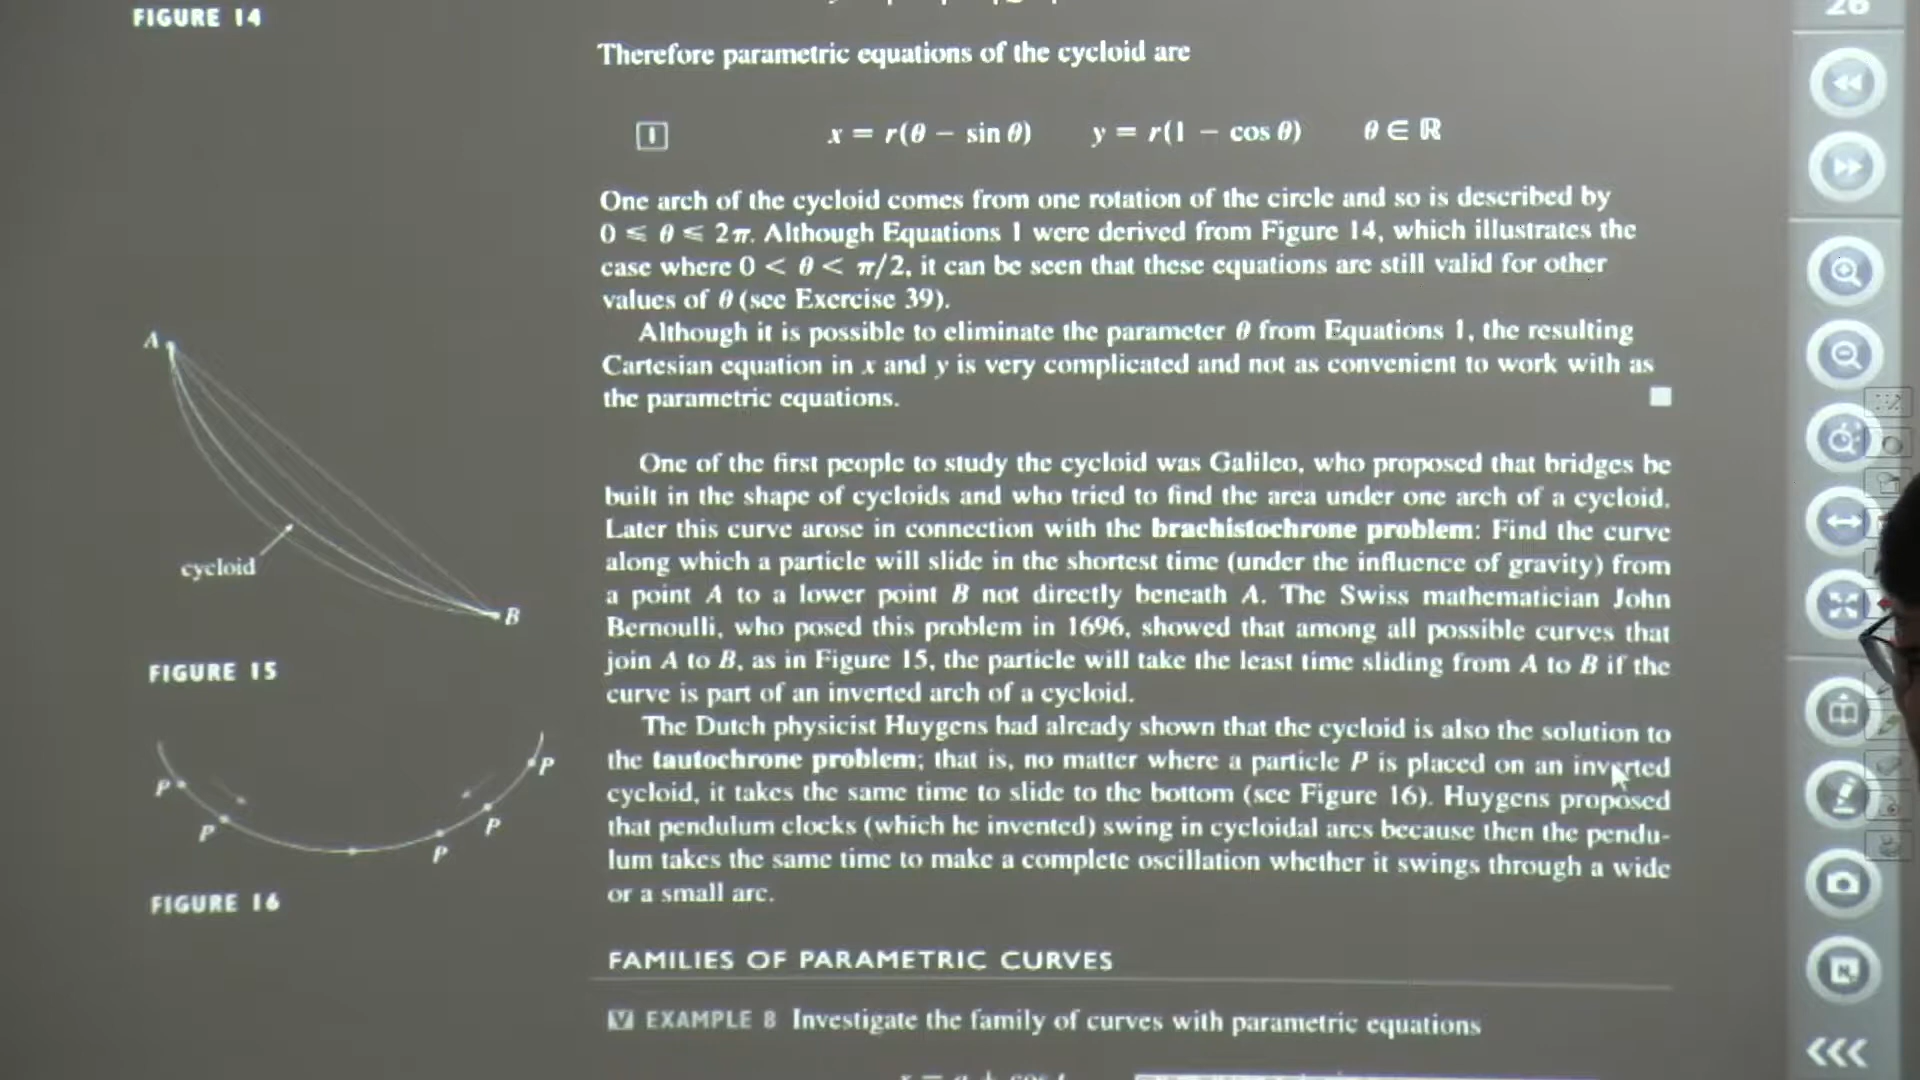 FIGURE 14
26
Therefore parametric equations of the cycloid are
1 x = r(θ − sin θ) y = r(1 − cos θ) θ ∈ ℝ
One arch of the cycloid comes from one rotation of the circle and so is described by
0 ≤ θ ≤ 2π. Although Equations 1 were derived from Figure 14, which illustrates the
case where 0 < θ < π/2, it can be seen that these equations are still valid for other
values of θ (see Exercise 39).
Although it is possible to eliminate the parameter θ from Equations 1, the resulting
Cartesian equation in x and y is very complicated and not as convenient to work with as
the parametric equations.
A
cycloid
B
FIGURE 15
One of the first people to study the cycloid was Galileo, who proposed that bridges be
built in the shape of cycloids and who tried to find the area under one arch of a cycloid.
Later this curve arose in connection with the brachistochrone problem: Find the curve
along which a particle will slide in the shortest time (under the influence of gravity) from
a point A to a lower point B not directly beneath A. The Swiss mathematician John
Bernoulli, who posed this problem in 1696, showed that among all possible curves that
join A to B, as in Figure 15, the particle will take the least time sliding from A to B if the
curve is part of an inverted arch of a cycloid.
The Dutch physicist Huygens had already shown that the cycloid is also the solution to
the tautochrone problem; that is, no matter where a particle P is placed on an inverted
cycloid, it takes the same time to slide to the bottom (see Figure 16). Huygens proposed
that pendulum clocks (which he invented) swing in cycloidal arcs because then the pendu-
lum takes the same time to make a complete oscillation whether it swings through a wide
or a small arc.
P
P
P
P
P
FIGURE 16
FAMILIES OF PARAMETRIC CURVES
V EXAMPLE 8 Investigate the family of curves with parametric equations